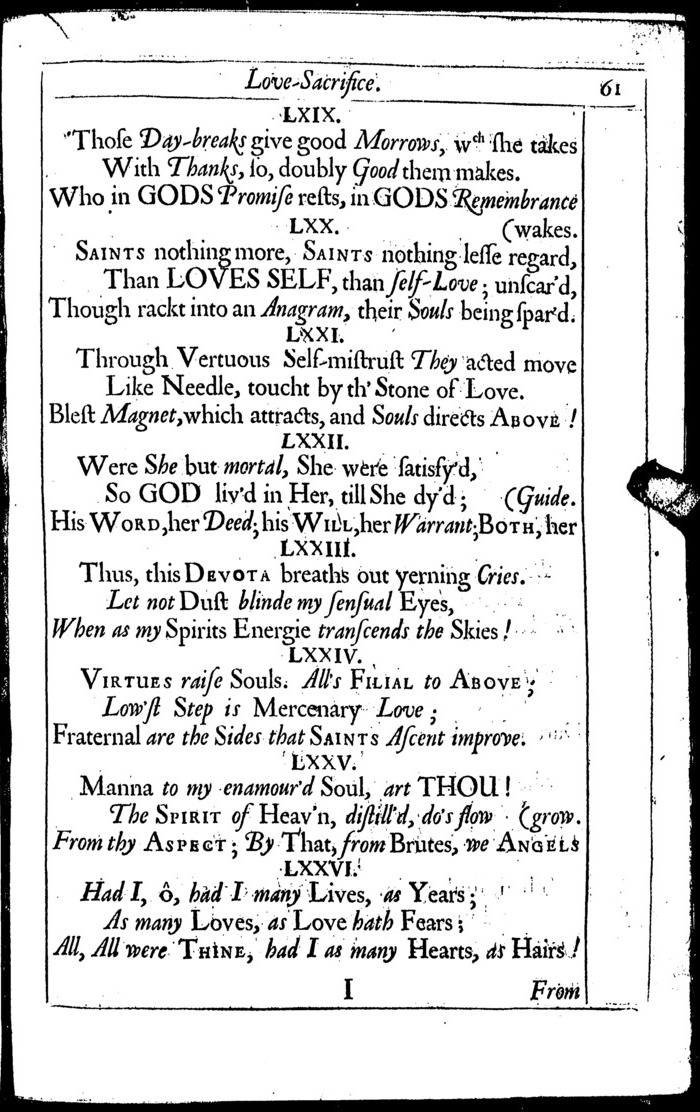 Love-Sacrifice. 61
LXIX.
Thoſe Day-breaks give good Morrows, wch ſhe takes
With Thanks, ſo, doubly Good them makes.
Who in GODS Promiſe reſts, in GODS Remembrance
LXX. (wakes.
SAINTS nothing more, SAINTS nothing leſſe regard,
Than LOVES SELF, than ſelf-Love; unſcar'd,
Though rackt into an Anagram, their Souls being ſpar'd.
LXXI.
Through Vertuous Self-miſtruſt They acted move
Like Needle, toucht by th' Stone of Love.
Bleſt Magnet, which attracts, and Souls directs ABOVE!
LXXII.
Were She but mortal, She were ſatisfy'd,
So GOD liv'd in Her, till She dy'd; (Guide.
His WORD, her Deed; his WILL, her Warrant; BOTH, her
LXXIII.
Thus, this DEVOTA breaths out yerning Cries.
Let not Duſt blinde my ſenſual Eyes,
When as my Spirits Energie tranſcends the Skies!
LXXIV.
VIRTUES raiſe Souls. All's FILIAL to ABOVE;
Low'ſt Step is Mercenary Love;
Fraternal are the Sides that SAINTS Aſcent improve.
LXXV.
Manna to my enamour'd Soul, art THOU!
The SPIRIT of Heav'n, diſtill'd, do's flow (grow.
From thy ASPECT; By That, from Brutes, we ANGELS
LXXVI.
Had I, ô, had I many Lives, as Years;
As many Loves, as Love hath Fears;
All, All were THINE, had I as many Hearts, as Hairs!
I From